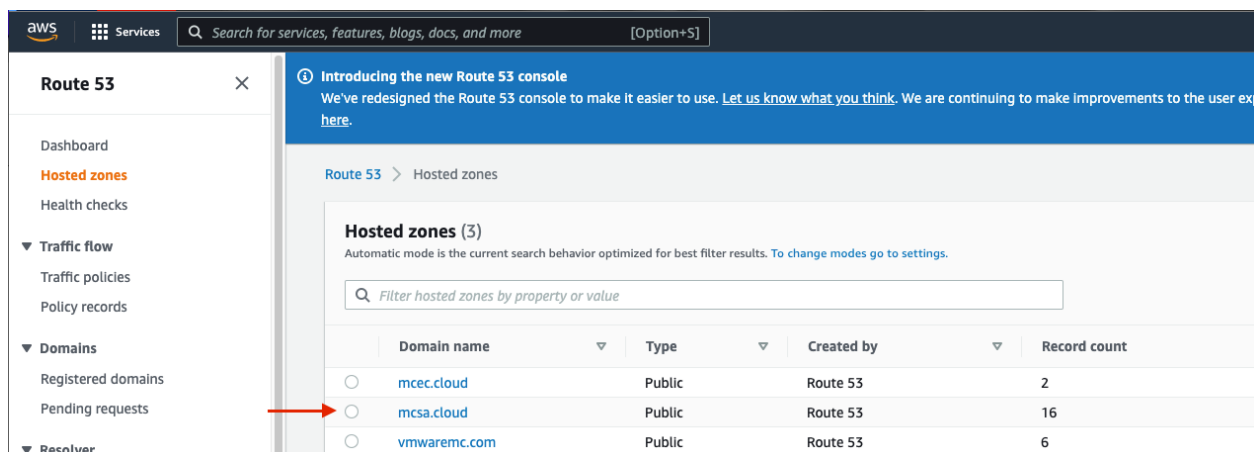 aws
Services
Search for services, features, blogs, docs, and more [Option+S]
Route 53
Dashboard
Hosted zones
Health checks
Traffic flow
Traffic policies
Policy records
Domains
Registered domains
Pending requests
Resolver
Introducing the new Route 53 console
We've redesigned the Route 53 console to make it easier to use. Let us know what you think. We are continuing to make improvements to the user
here.
Route 53 > Hosted zones
Hosted zones (3)
Automatic mode is the current search behavior optimized for best filter results. To change modes go to settings.
Filter hosted zones by property or value
Domain name Type Created by Record count
mcec.cloud Public Route 53 2
mcsa.cloud Public Route 53 16
vmwaremc.com Public Route 53 6